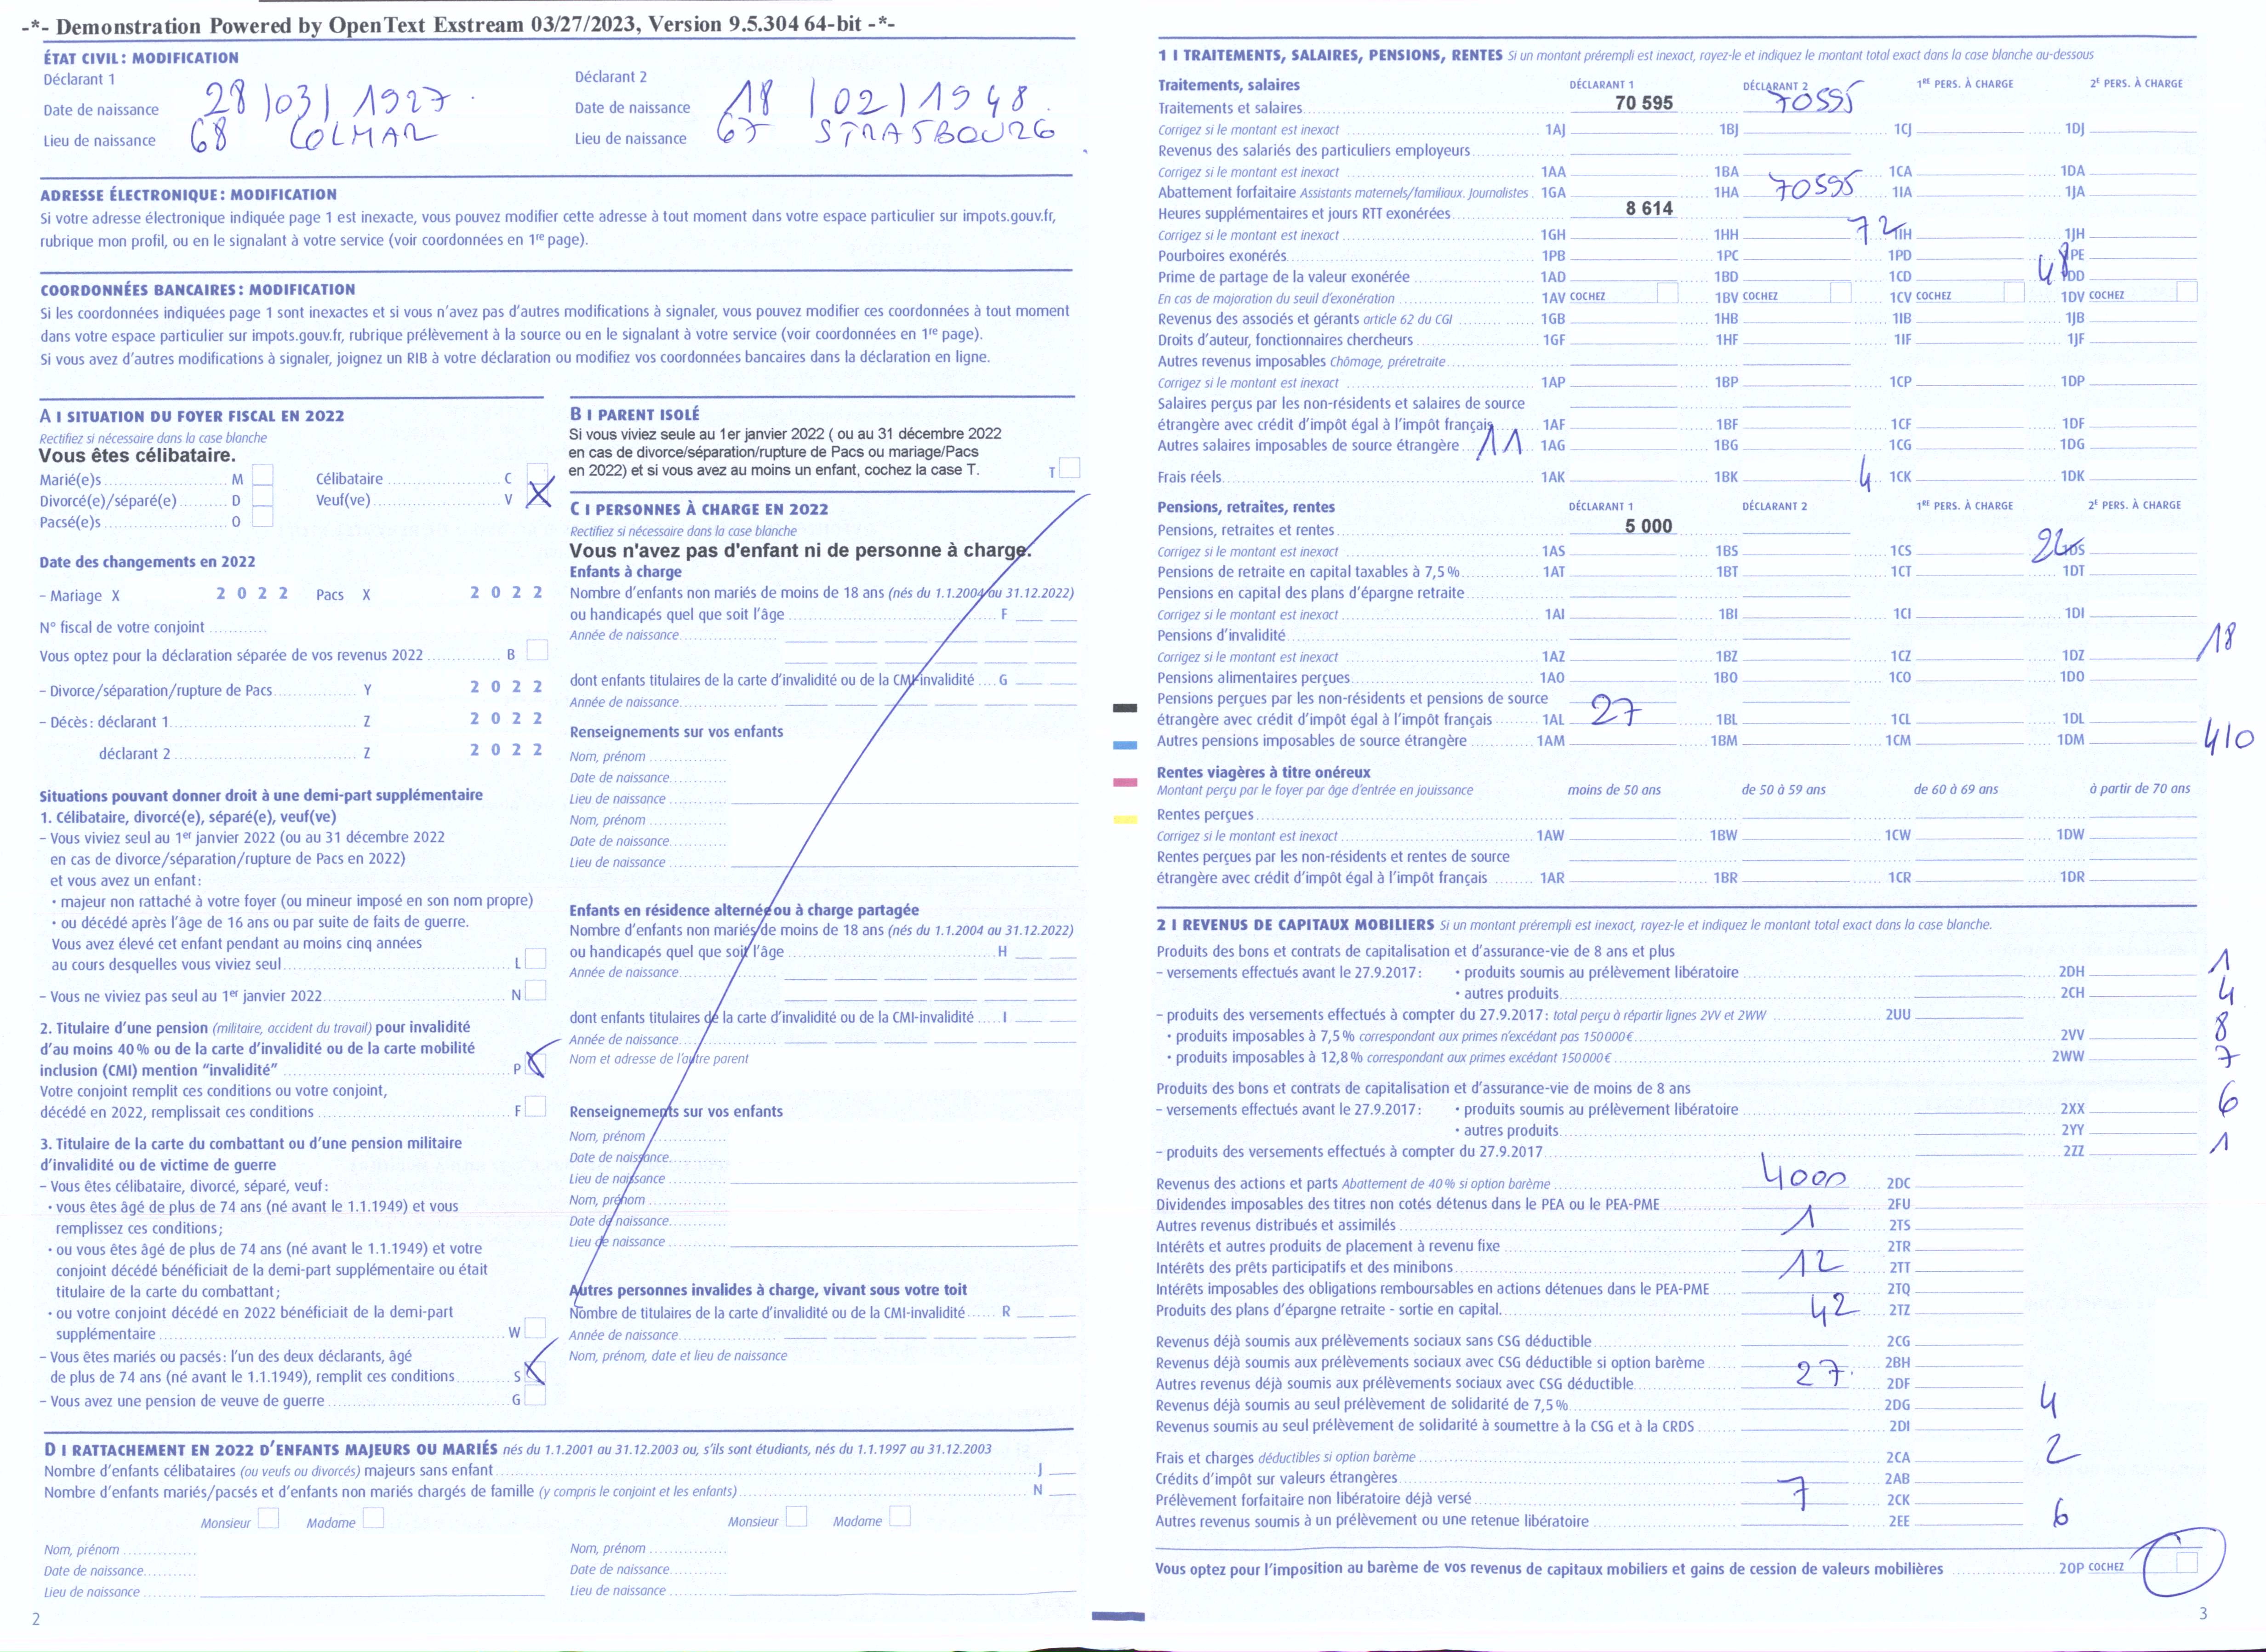 -*- Demonstration Powered by OpenText Exstream 03/27/2023, Version 9.5.304 64-bit -*-
ÉTAT CIVIL : MODIFICATION
Déclarant 1
Date de naissance 28/03/1927
Lieu de naissance 68 COLMAR
Déclarant 2
Date de naissance 18/02/1948
Lieu de naissance 67 STRASBOURG
ADRESSE ÉLECTRONIQUE : MODIFICATION
Si votre adresse électronique indiquée page 1 est inexacte, vous pouvez modifier cette adresse à tout moment dans votre espace particulier sur impots.gouv.fr,
rubrique mon profil, ou en le signalant à votre service (voir coordonnées en 1re page).
COORDONNÉES BANCAIRES : MODIFICATION
Si les coordonnées indiquées page 1 sont inexactes et si vous n'avez pas d'autres modifications à signaler, vous pouvez modifier ces coordonnées à tout moment
dans votre espace particulier sur impots.gouv.fr, rubrique prélèvement à la source ou en le signalant à votre service (voir coordonnées en 1re page).
Si vous avez d'autres modifications à signaler, joignez un RIB à votre déclaration ou modifiez vos coordonnées bancaires dans la déclaration en ligne.
A I SITUATION DU FOYER FISCAL EN 2022
Rectifiez si nécessaire dans la case blanche
Vous êtes célibataire.
Marié(e)s M Célibataire C
Divorcé(e)/séparé(e) D Veuf(ve) V X
Pacsé(e)s O
Date des changements en 2022
- Mariage X 2022 Pacs X 2022
N° fiscal de votre conjoint
Vous optez pour la déclaration séparée de vos revenus 2022 B
- Divorce/séparation/rupture de Pacs Y 2022
- Décès : déclarant 1 Z 2022
déclarant 2 Z 2022
Situations pouvant donner droit à une demi-part supplémentaire
1. Célibataire, divorcé(e), séparé(e), veuf(ve)
- Vous viviez seul au 1er janvier 2022 (ou au 31 décembre 2022
en cas de divorce/séparation/rupture de Pacs en 2022)
et vous avez un enfant :
• majeur non rattaché à votre foyer (ou mineur imposé en son nom propre)
• ou décédé après l'âge de 16 ans ou par suite de faits de guerre.
Vous avez élevé cet enfant pendant au moins cinq années
au cours desquelles vous viviez seul L
- Vous ne viviez pas seul au 1er janvier 2022 N
2. Titulaire d'une pension (militaire, accident du travail) pour invalidité
d'au moins 40 % ou de la carte d'invalidité ou de la carte mobilité
inclusion (CMI) mention "invalidité" P X
Votre conjoint remplit ces conditions ou votre conjoint,
décédé en 2022, remplissait ces conditions F
3. Titulaire de la carte du combattant ou d'une pension militaire
d'invalidité ou de victime de guerre
- Vous êtes célibataire, divorcé, séparé, veuf :
• vous êtes âgé de plus de 74 ans (né avant le 1.1.1949) et vous
remplissez ces conditions ;
• ou vous êtes âgé de plus de 74 ans (né avant le 1.1.1949) et votre
conjoint décédé bénéficiait de la demi-part supplémentaire ou était
titulaire de la carte du combattant ;
• ou votre conjoint décédé en 2022 bénéficiait de la demi-part
supplémentaire W
- Vous êtes mariés ou pacsés : l'un des deux déclarants, âgé
de plus de 74 ans (né avant le 1.1.1949), remplit ces conditions S X
- Vous avez une pension de veuve de guerre G
B I PARENT ISOLÉ
Si vous viviez seule au 1er janvier 2022 ( ou au 31 décembre 2022
en cas de divorce/séparation/rupture de Pacs ou mariage/Pacs
en 2022) et si vous avez au moins un enfant, cochez la case T. T
C I PERSONNES À CHARGE EN 2022
Rectifiez si nécessaire dans la case blanche
Vous n'avez pas d'enfant ni de personne à charge.
Enfants à charge
Nombre d'enfants non mariés de moins de 18 ans (nés du 1.1.2004 au 31.12.2022)
ou handicapés quel que soit l'âge F
Année de naissance
dont enfants titulaires de la carte d'invalidité ou de la CMI-invalidité G
Année de naissance
Renseignements sur vos enfants
Nom, prénom
Date de naissance
Lieu de naissance
Nom, prénom
Date de naissance
Lieu de naissance
Enfants en résidence alternée ou à charge partagée
Nombre d'enfants non mariés de moins de 18 ans (nés du 1.1.2004 au 31.12.2022)
ou handicapés quel que soit l'âge H
Année de naissance
dont enfants titulaires de la carte d'invalidité ou de la CMI-invalidité I
Année de naissance
Nom et adresse de l'autre parent
Renseignements sur vos enfants
Nom, prénom
Date de naissance
Lieu de naissance
Nom, prénom
Date de naissance
Lieu de naissance
Autres personnes invalides à charge, vivant sous votre toit
Nombre de titulaires de la carte d'invalidité ou de la CMI-invalidité R
Année de naissance
Nom, prénom, date et lieu de naissance
D I RATTACHEMENT EN 2022 D'ENFANTS MAJEURS OU MARIÉS nés du 1.1.2001 au 31.12.2003 ou, s'ils sont étudiants, nés du 1.1.1997 au 31.12.2003
Nombre d'enfants célibataires (ou veufs ou divorcés) majeurs sans enfant J
Nombre d'enfants mariés/pacsés et d'enfants non mariés chargés de famille (y compris le conjoint et les enfants) N
Monsieur Madame Monsieur Madame
Nom, prénom Nom, prénom
Date de naissance Date de naissance
Lieu de naissance Lieu de naissance
2
1 I TRAITEMENTS, SALAIRES, PENSIONS, RENTES Si un montant prérempli est inexact, rayez-le et indiquez le montant total exact dans la case blanche au-dessous
Traitements, salaires DÉCLARANT 1 DÉCLARANT 2 1RE PERS. À CHARGE 2E PERS. À CHARGE
Traitements et salaires 70 595 70595
Corrigez si le montant est inexact 1AJ 1BJ 1CJ 1DJ
Revenus des salariés des particuliers employeurs
Corrigez si le montant est inexact 1AA 1BA 1CA 1DA
Abattement forfaitaire Assistants maternels/familiaux. Journalistes 1GA 1HA 70595 1IA 1JA
Heures supplémentaires et jours RTT exonérées 8 614
Corrigez si le montant est inexact 1GH 1HH 72 1IH 1JH
Pourboires exonérés 1PB 1PC 1PD 1PE
Prime de partage de la valeur exonérée 1AD 1BD 1CD 48 1DD
En cas de majoration du seuil d'exonération 1AV COCHEZ 1BV COCHEZ 1CV COCHEZ 1DV COCHEZ
Revenus des associés et gérants article 62 du CGI 1GB 1HB 1IB 1JB
Droits d'auteur, fonctionnaires chercheurs 1GF 1HF 1IF 1JF
Autres revenus imposables Chômage, préretraite
Corrigez si le montant est inexact 1AP 1BP 1CP 1DP
Salaires perçus par les non-résidents et salaires de source
étrangère avec crédit d'impôt égal à l'impôt français 1AF 1BF 1CF 1DF
Autres salaires imposables de source étrangère 11 1AG 1BG 1CG 1DG
Frais réels 1AK 1BK 4 1CK 1DK
Pensions, retraites, rentes DÉCLARANT 1 DÉCLARANT 2 1RE PERS. À CHARGE 2E PERS. À CHARGE
Pensions, retraites et rentes 5 000
Corrigez si le montant est inexact 1AS 1BS 1CS 1DS
Pensions de retraite en capital taxables à 7,5 % 1AT 1BT 1CT 1DT
Pensions en capital des plans d'épargne retraite
Corrigez si le montant est inexact 1AI 1BI 1CI 1DI
Pensions d'invalidité
Corrigez si le montant est inexact 1AZ 1BZ 1CZ 1DZ 18
Pensions alimentaires perçues 1AO 1BO 1CO 1DO
Pensions perçues par les non-résidents et pensions de source
étrangère avec crédit d'impôt égal à l'impôt français 1AL 27 1BL 1CL 1DL
Autres pensions imposables de source étrangère 1AM 1BM 1CM 1DM 410
Rentes viagères à titre onéreux
Montant perçu par le foyer par âge d'entrée en jouissance moins de 50 ans de 50 à 59 ans de 60 à 69 ans à partir de 70 ans
Rentes perçues
Corrigez si le montant est inexact 1AW 1BW 1CW 1DW
Rentes perçues par les non-résidents et rentes de source
étrangère avec crédit d'impôt égal à l'impôt français 1AR 1BR 1CR 1DR
2 I REVENUS DE CAPITAUX MOBILIERS Si un montant prérempli est inexact, rayez-le et indiquez le montant total exact dans la case blanche.
Produits des bons et contrats de capitalisation et d'assurance-vie de 8 ans et plus
- versements effectués avant le 27.9.2017 : • produits soumis au prélèvement libératoire 2DH 1
• autres produits 2CH 4
- produits des versements effectués à compter du 27.9.2017 : total perçu à répartir lignes 2VV et 2WW 2UU
• produits imposables à 7,5 % correspondant aux primes n'excédant pas 150 000 € 2VV 8
• produits imposables à 12,8 % correspondant aux primes excédant 150 000 € 2WW 7
Produits des bons et contrats de capitalisation et d'assurance-vie de moins de 8 ans
- versements effectués avant le 27.9.2017 : • produits soumis au prélèvement libératoire 2XX 6
• autres produits 2YY
- produits des versements effectués à compter du 27.9.2017 2ZZ 1
Revenus des actions et parts Abattement de 40 % si option barème 4000 2DC
Dividendes imposables des titres non cotés détenus dans le PEA ou le PEA-PME 2FU
Autres revenus distribués et assimilés 1 2TS
Intérêts et autres produits de placement à revenu fixe 2TR
Intérêts des prêts participatifs et des minibons 12 2TT
Intérêts imposables des obligations remboursables en actions détenues dans le PEA-PME 2TQ
Produits des plans d'épargne retraite - sortie en capital 42 2TZ
Revenus déjà soumis aux prélèvements sociaux sans CSG déductible 2CG
Revenus déjà soumis aux prélèvements sociaux avec CSG déductible si option barème 2BH
Autres revenus déjà soumis aux prélèvements sociaux avec CSG déductible 27 2DF
Revenus déjà soumis au seul prélèvement de solidarité de 7,5 % 2DG 4
Revenus soumis au seul prélèvement de solidarité à soumettre à la CSG et à la CRDS 2DI
Frais et charges déductibles si option barème 2CA 2
Crédits d'impôt sur valeurs étrangères 2AB
Prélèvement forfaitaire non libératoire déjà versé 7 2CK
Autres revenus soumis à un prélèvement ou une retenue libératoire 2EE 6
Vous optez pour l'imposition au barème de vos revenus de capitaux mobiliers et gains de cession de valeurs mobilières 2OP COCHEZ
3